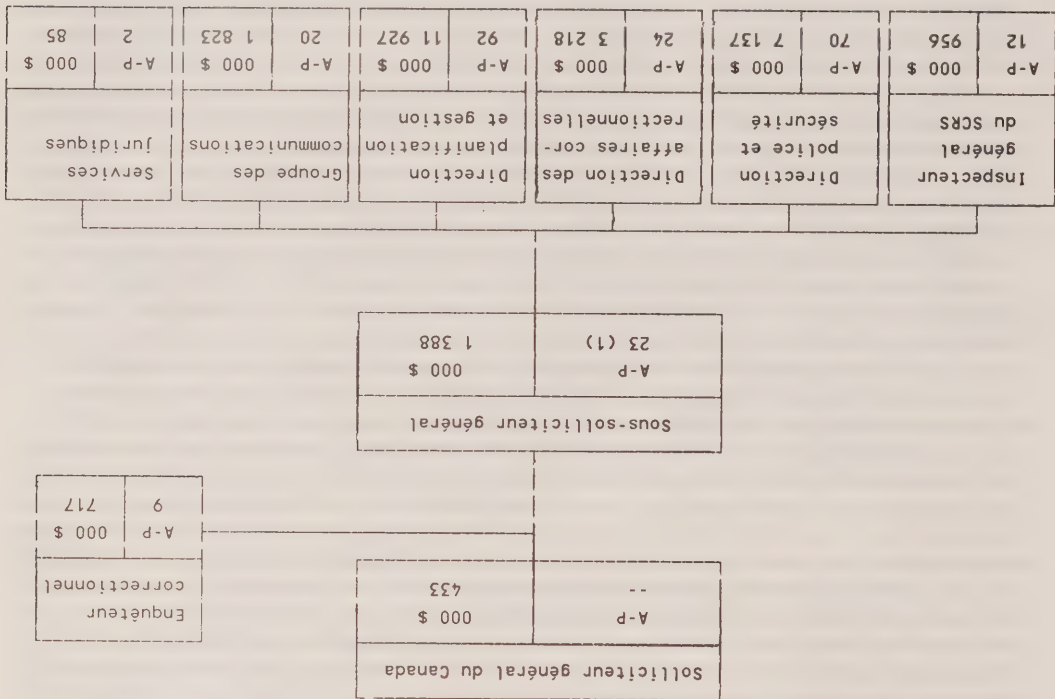 Solliciteur général du Canada
A-P 000 $
-- 433
Enquêteur
correctionnel
A-P 000 $
9 717
Sous-solliciteur général
A-P 000 $
23 (1) 1 388
Inspecteur
général
du SCRS
A-P 000 $
12 956
Direction
police et
sécurité
A-P 000 $
70 7 137
Direction des
affaires cor-
rectionnelles
A-P 000 $
24 3 218
Direction
planification
et gestion
A-P 000 $
92 11 927
Groupe des
communications
A-P 000 $
20 1 823
Services
juridiques
A-P 000 $
2 85